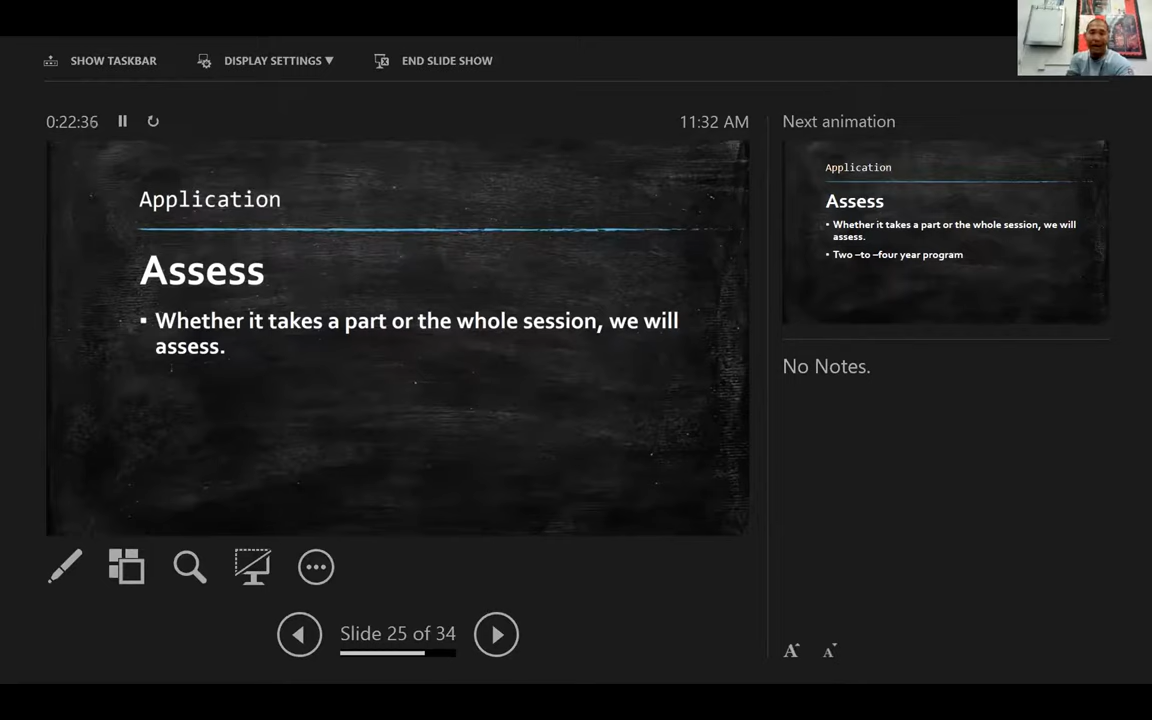 SHOW TASKBAR DISPLAY SETTINGS ▼ END SLIDE SHOW
0:22:36 11:32 AM
Application
Assess
▪ Whether it takes a part or the whole session, we will
assess.
Slide 25 of 34
Next animation
Application
Assess
▪ Whether it takes a part or the whole session, we will
assess.
▪ Two –to –four year program
No Notes.
A A